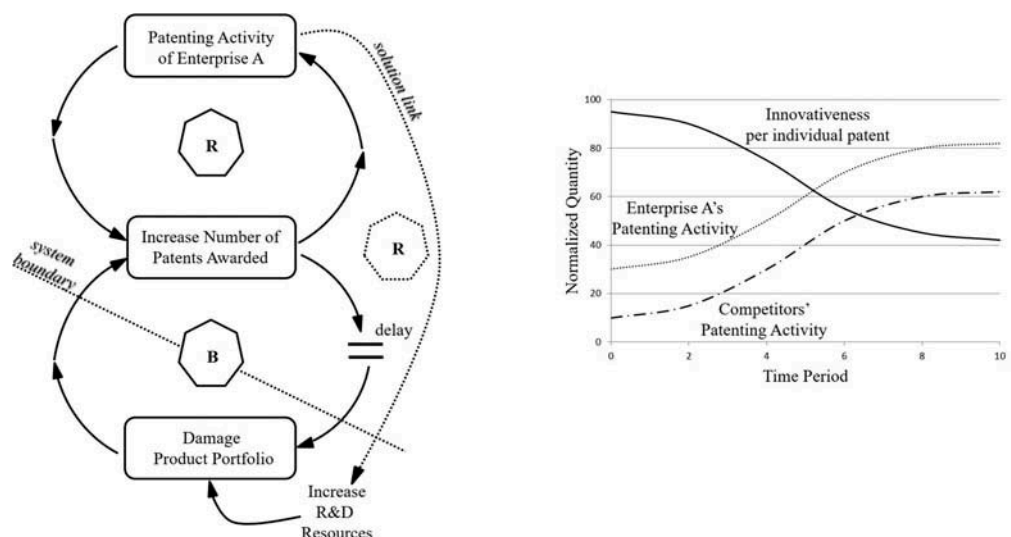 Patenting Activity
of Enterprise A
solution link
R
Increase Number of
Patents Awarded
R
system
boundary
delay
B
Damage
Product Portfolio
Increase
R&D
Resources
100
80
60
40
20
0
Normalized Quantity
Innovativeness
per individual patent
Enterprise A's
Patenting Activity
Competitors'
Patenting Activity
0
2
4
6
8
10
Time Period